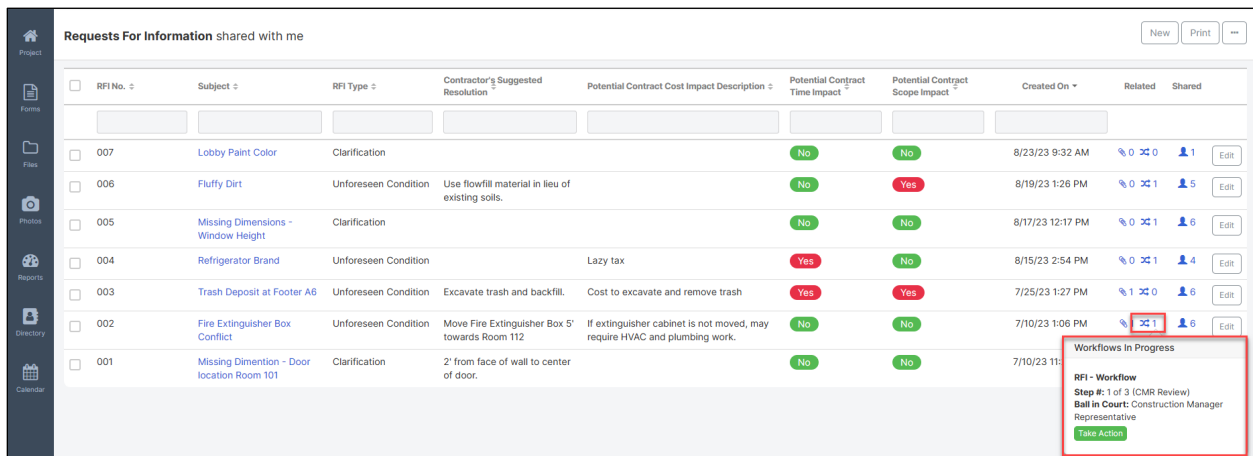 Project
Forms
Files
Photos
Reports
Directory
Calendar
Requests For Information shared with me
New Print
RFI No. Subject RFI Type Contractor's Suggested Resolution Potential Contract Cost Impact Description Potential Contract Time Impact Potential Contract Scope Impact Created On Related Shared
007 Lobby Paint Color Clarification No No 8/23/23 9:32 AM 0 0 1 Edit
006 Fluffy Dirt Unforeseen Condition Use flowfill material in lieu of No Yes 8/19/23 1:26 PM 0 1 5 Edit
existing soils.
005 Missing Dimensions - Clarification No No 8/17/23 12:17 PM 0 1 6 Edit
Window Height
004 Refrigerator Brand Unforeseen Condition Lazy tax Yes No 8/15/23 2:54 PM 0 1 4 Edit
003 Trash Deposit at Footer A6 Unforeseen Condition Excavate trash and backfill. Cost to excavate and remove trash Yes Yes 7/25/23 1:27 PM 1 0 6 Edit
002 Fire Extinguisher Box Unforeseen Condition Move Fire Extinguisher Box 5' If extinguisher cabinet is not moved, may No No 7/10/23 1:06 PM 1 6 Edit
Conflict towards Room 112 require HVAC and plumbing work.
001 Missing Dimention - Door Clarification 2' from face of wall to center No No 7/10/23 11:
location Room 101 of door.
Workflows In Progress
RFI - Workflow
Step #: 1 of 3 (CMR Review)
Ball in Court: Construction Manager
Representative
Take Action